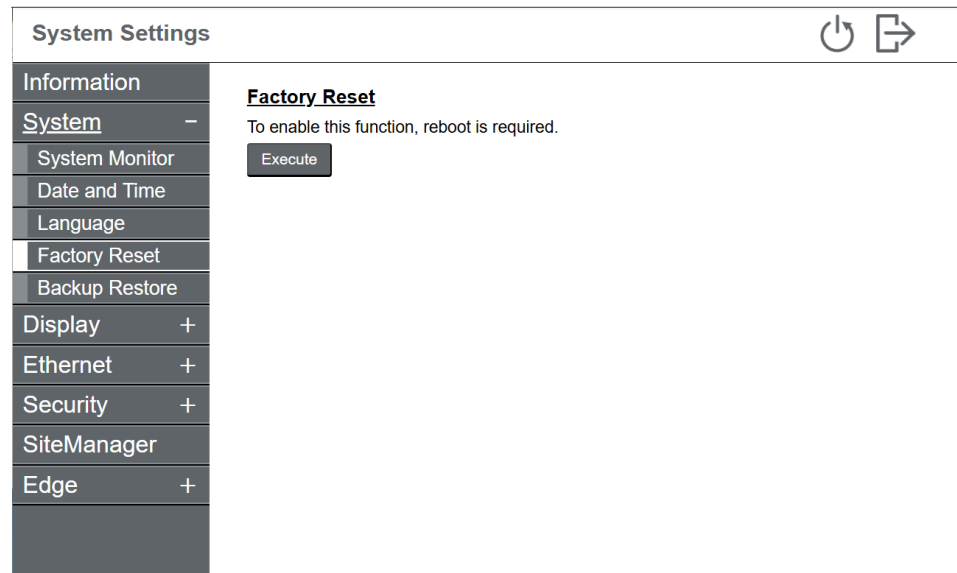 System Settings
Information
System −
System Monitor
Date and Time
Language
Factory Reset
Backup Restore
Display +
Ethernet +
Security +
SiteManager
Edge +
Factory Reset
To enable this function, reboot is required.
Execute